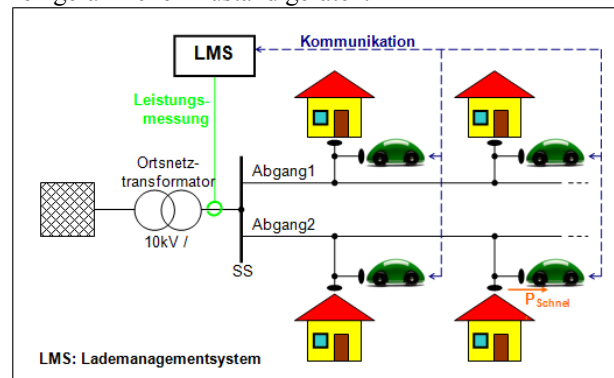 LMS
Kommunikation
Leistungs-
messung
Ortsnetz-
transformator
10kV /
SS
Abgang1
Abgang2
PSchnel
LMS: Lademanagementsystem